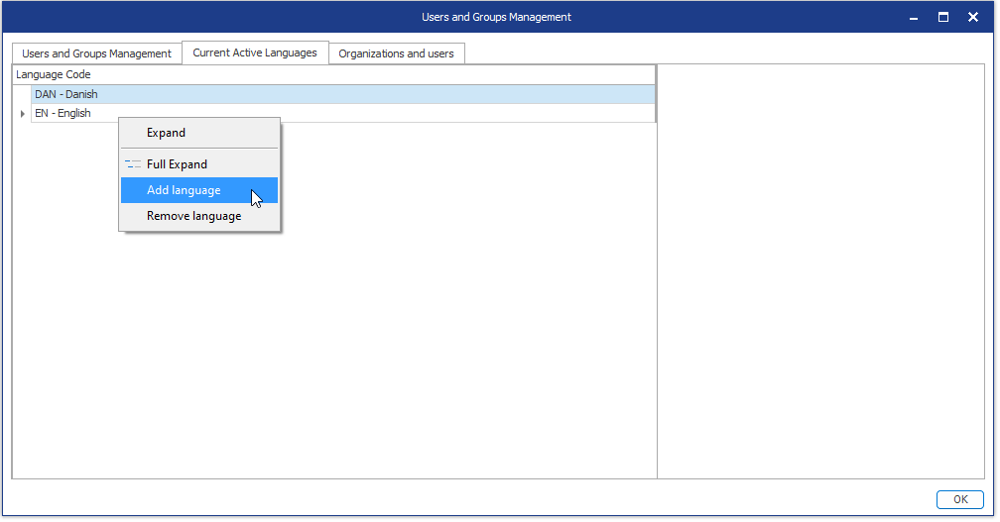 Users and Groups Management
Users and Groups Management
Current Active Languages
Organizations and users
Language Code
DAN - Danish
EN - English
Expand
Full Expand
Add language
Remove language
OK